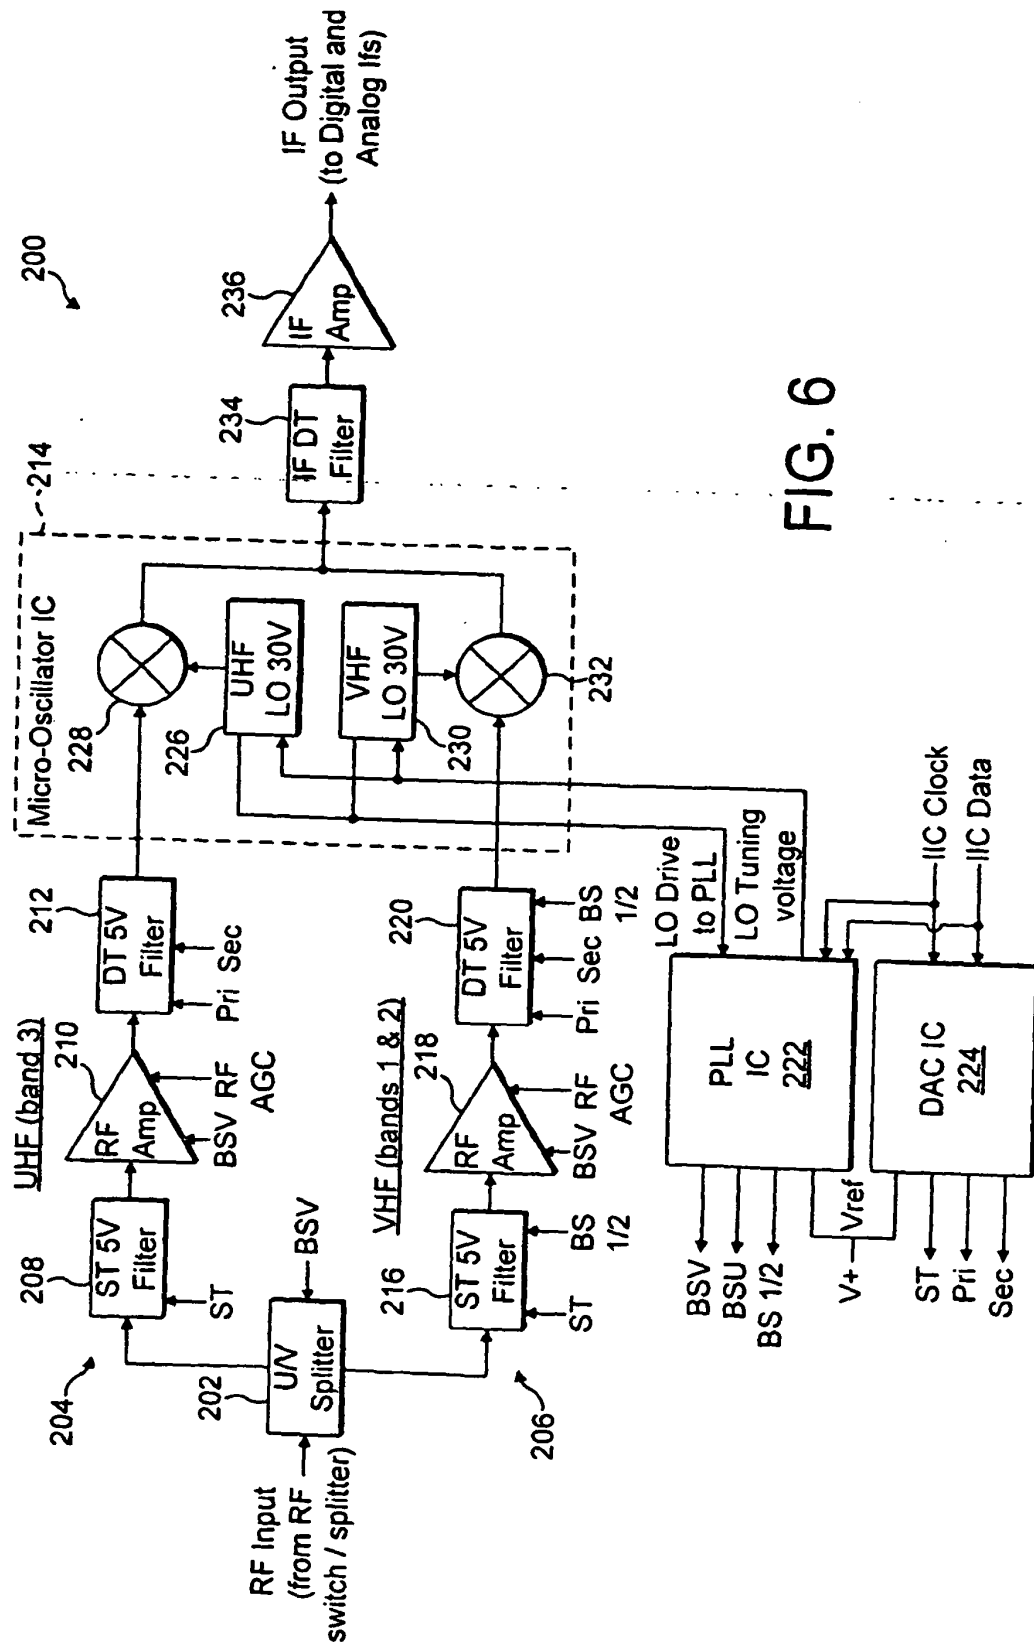 200
RF Input
(from RF
switch / splitter)
U/V
Splitter
202
BSV
204
206
UHF (band 3)
208
ST 5V
Filter
ST
210
RF
Amp
BSV RF
AGC
212
DT 5V
Filter
Pri Sec
VHF (bands 1 & 2)
216
ST 5V
Filter
ST
BS
1/2
218
RF
Amp
BSV RF
AGC
220
DT 5V
Filter
Pri Sec BS
1/2
Micro-Oscillator IC
214
228
UHF
LO 30V
226
VHF
LO 30V
230
232
234
IF DT
Filter
236
IF
Amp
IF Output
(to Digital and
Analog Ifs)
LO Drive
to PLL
LO Tuning
voltage
PLL
IC
222
BSV
BSU
BS 1/2
V+
Vref
DAC IC
224
ST
Pri
Sec
IIC Clock
IIC Data
FIG. 6